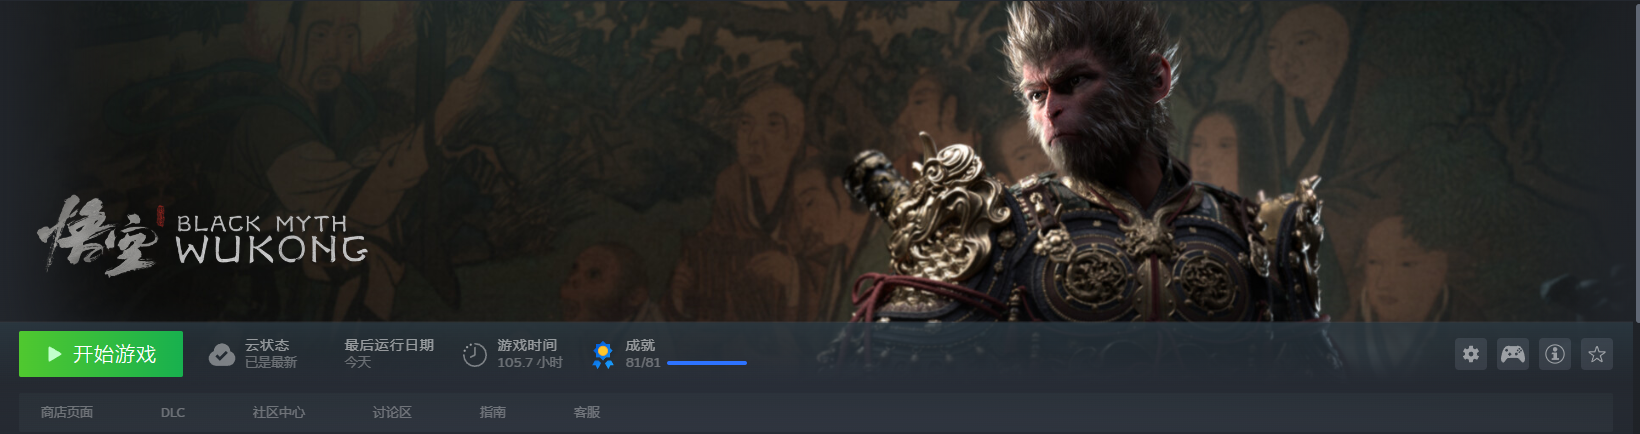 悟空
BLACK MYTH
WUKONG
开始游戏
云状态
已是最新
最后运行日期
今天
游戏时间
105.7 小时
成就
81/81
商店页面
DLC
社区中心
讨论区
指南
客服